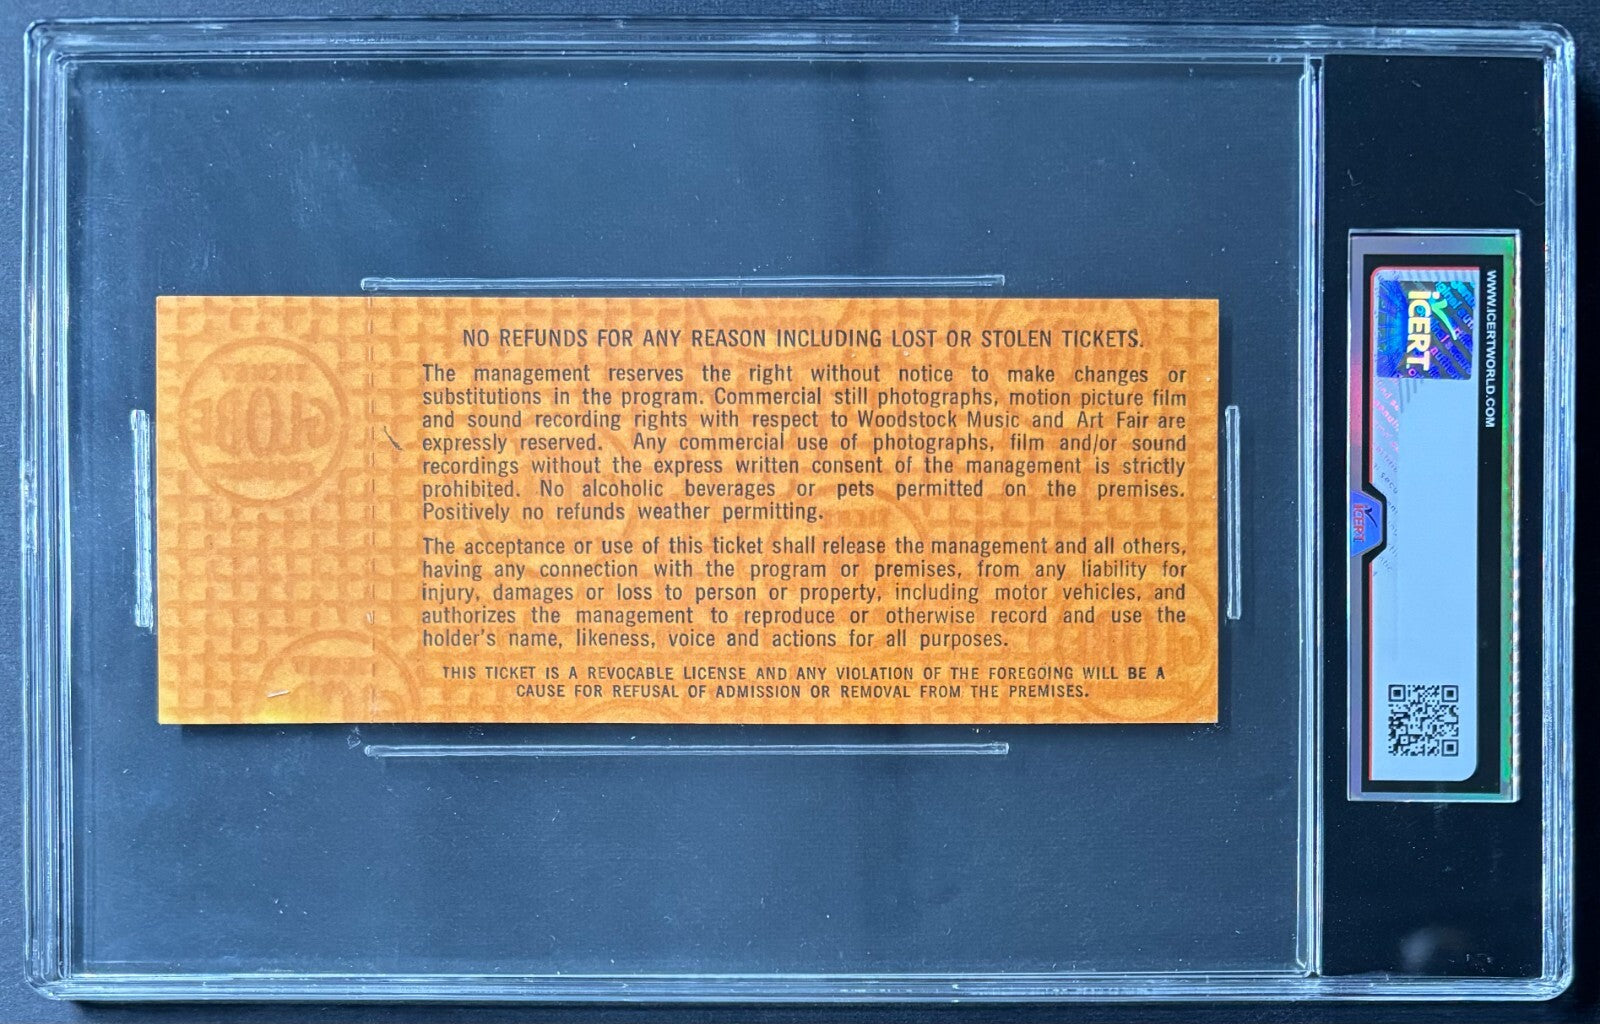 NO REFUNDS FOR ANY REASON INCLUDING LOST OR STOLEN TICKETS.
The management reserves the right without notice to make changes or
substitutions in the program. Commercial still photographs, motion picture film
and sound recording rights with respect to Woodstock Music and Art Fair are
expressly reserved. Any commercial use of photographs, film and/or sound
recordings without the express written consent of the management is strictly
prohibited. No alcoholic beverages or pets permitted on the premises.
Positively no refunds weather permitting.
The acceptance or use of this ticket shall release the management and all others,
having any connection with the program or premises, from any liability for
injury, damages or loss to person or property, including motor vehicles, and
authorizes the management to reproduce or otherwise record and use the
holder's name, likeness, voice and actions for all purposes.
THIS TICKET IS A REVOCABLE LICENSE AND ANY VIOLATION OF THE FOREGOING WILL BE A
CAUSE FOR REFUSAL OF ADMISSION OR REMOVAL FROM THE PREMISES.
GLOBE
WWW.ICERTWORLD.COM
iCERT
iCERT